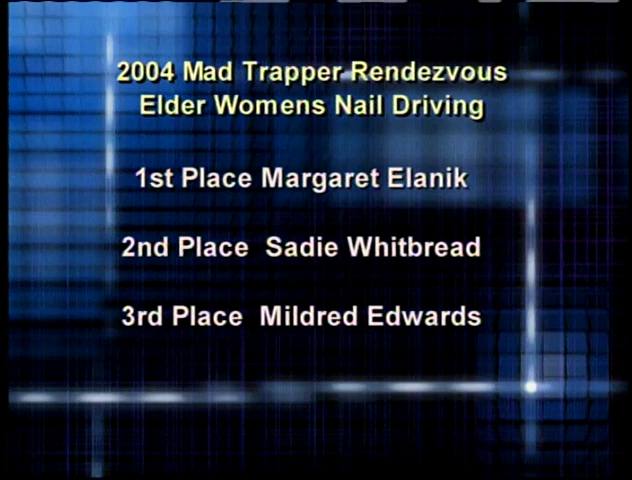 2004 Mad Trapper Rendezvous
Elder Womens Nail Driving
1st Place Margaret Elanik
2nd Place Sadie Whitbread
3rd Place Mildred Edwards